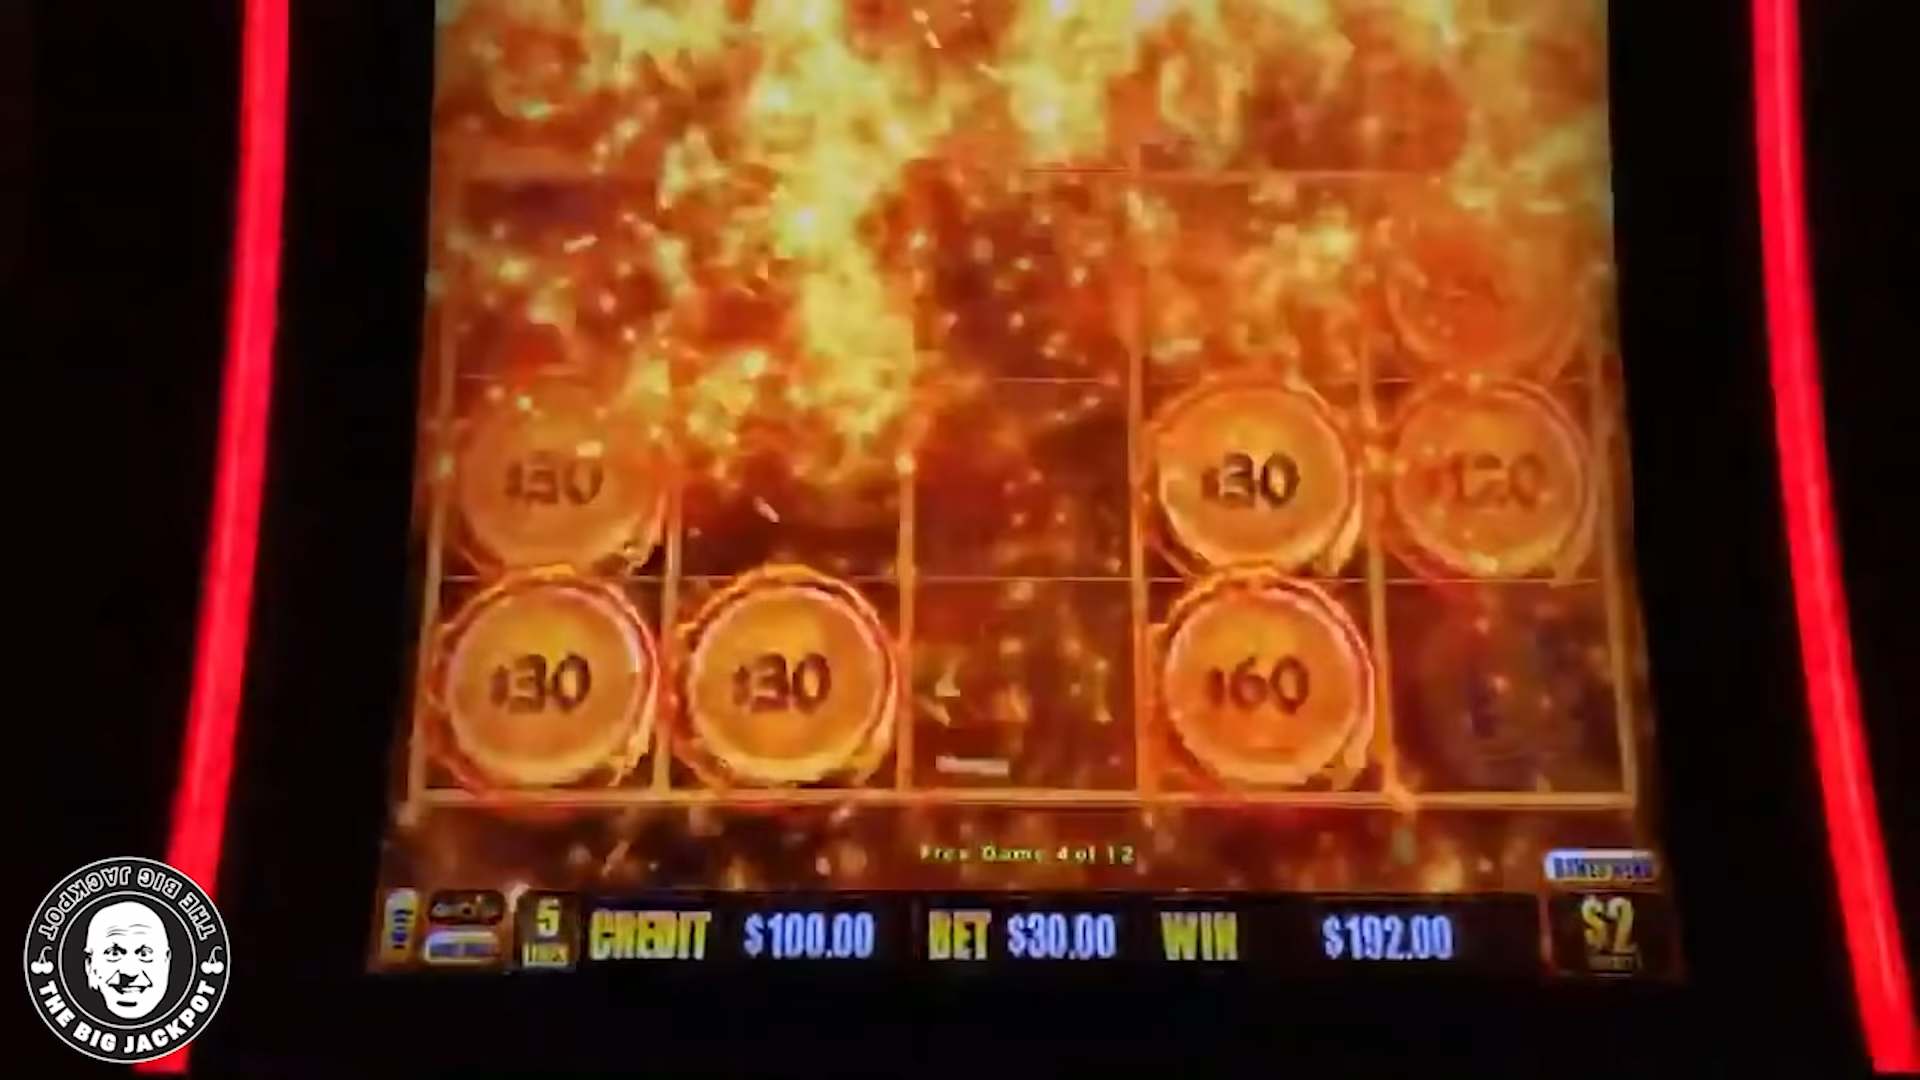 $30
$30
$120
$30
$30
$60
Free Game 4 of 12
5
CREDIT $100.00
BET $30.00
WIN $192.00
$2
THE BIG JACKPOT
THE BIG JACKPOT